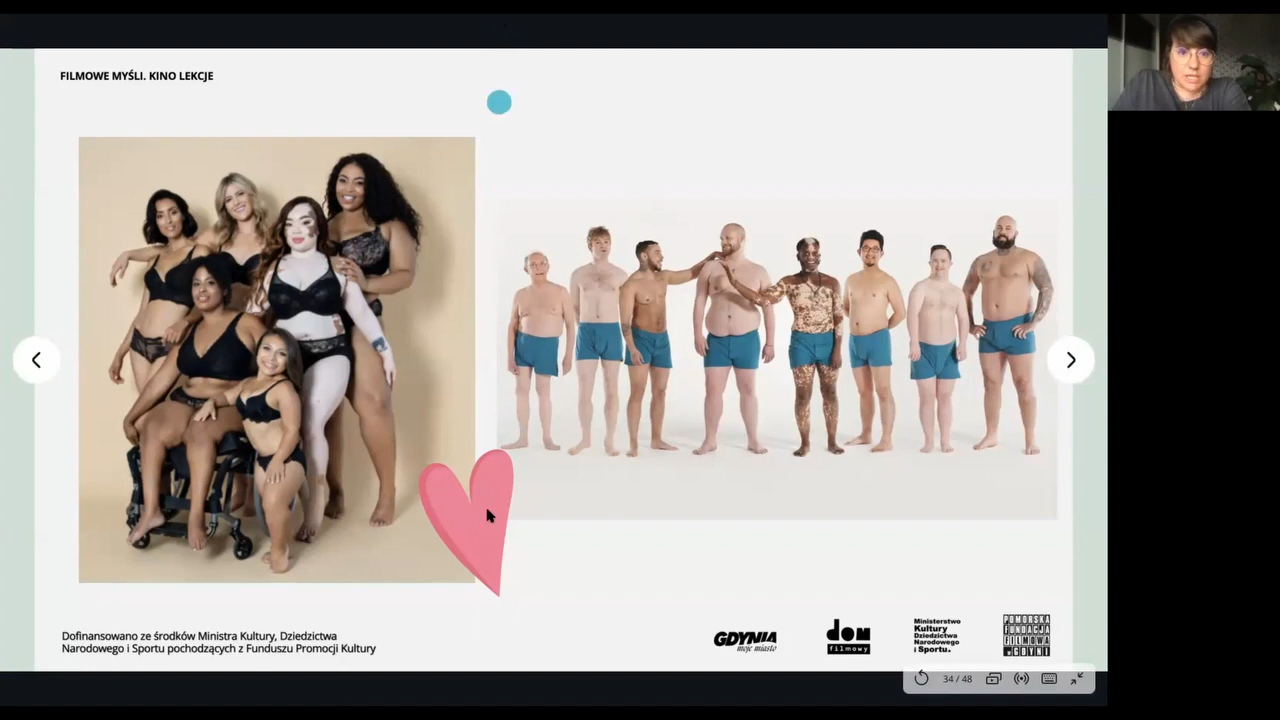 FILMOWE MYŚLI. KINO LEKCJE
Dofinansowano ze środków Ministra Kultury, Dziedzictwa
Narodowego i Sportu pochodzących z Funduszu Promocji Kultury
GDYNIA
moje miasto
dom
filmowy
Ministerstwo
Kultury
Dziedzictwa
Narodowego
i Sportu.
POMORSKA
FUNDACJA
FILMOWA
W GDYNI
34 / 48